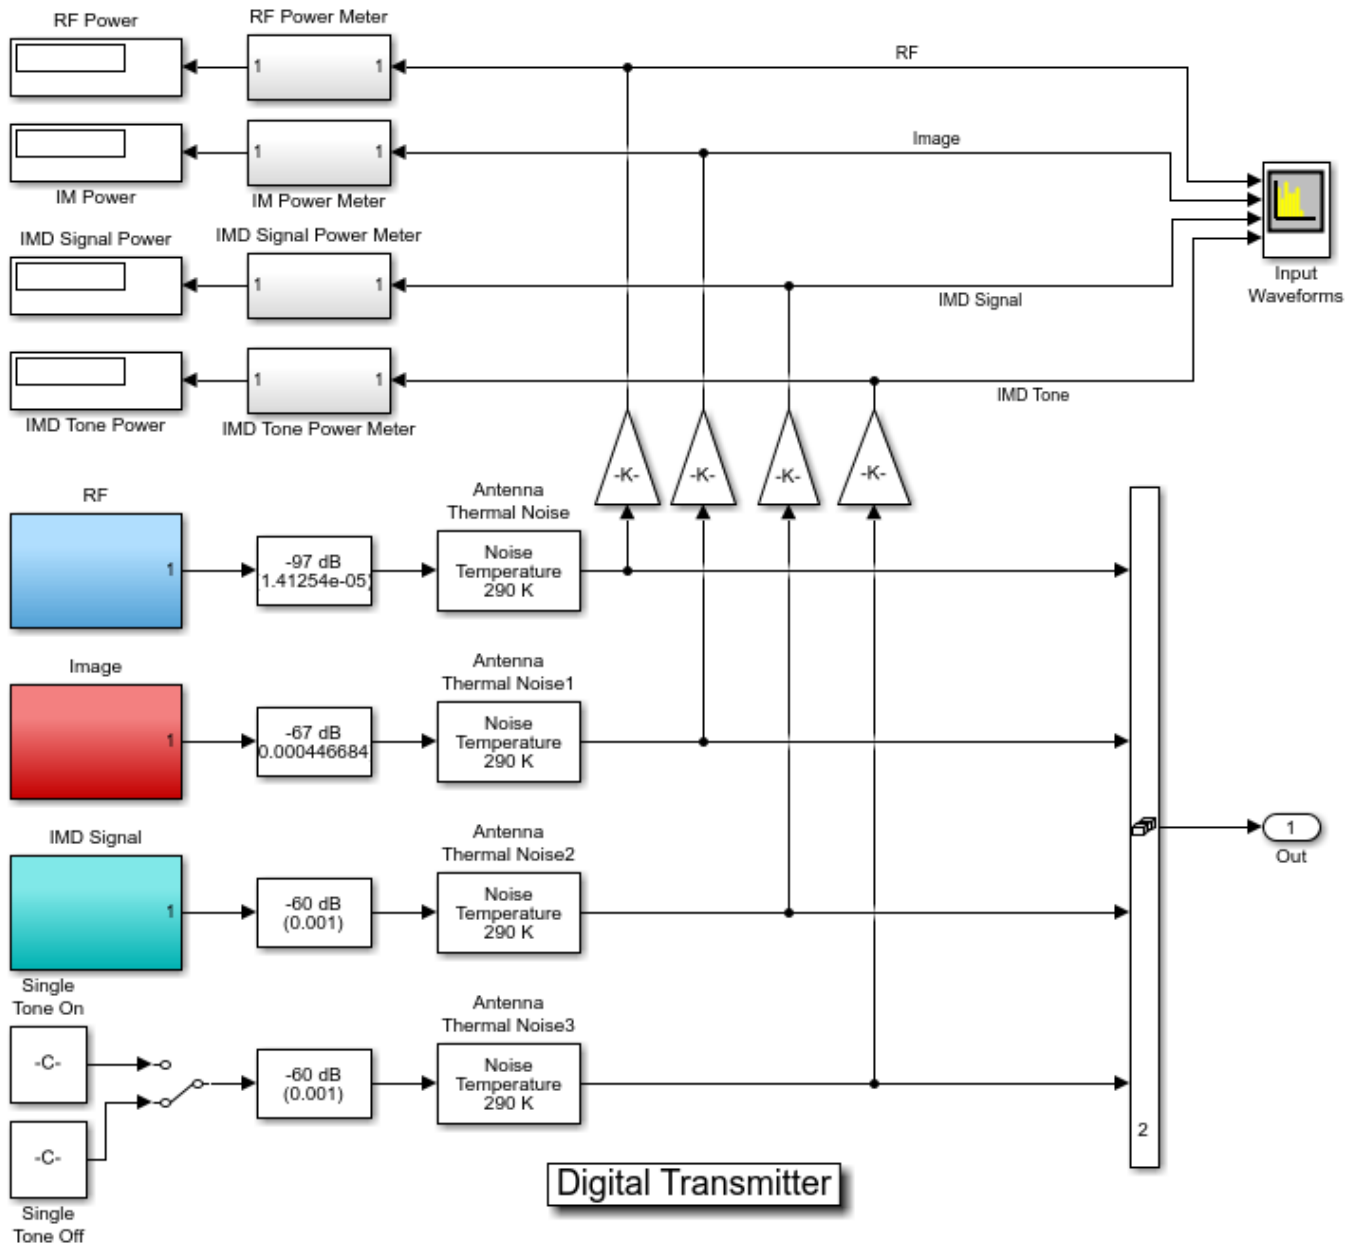 RF Power
RF Power Meter
1
1
RF
Image
1
1
IM Power
IM Power Meter
IMD Signal Power
IMD Signal Power Meter
1
1
IMD Signal
Input
Waveforms
1
1
IMD Tone
IMD Tone Power
IMD Tone Power Meter
-K-
-K-
-K-
-K-
RF
1
-97 dB
(1.41254e-05)
Antenna
Thermal Noise
Noise
Temperature
290 K
Image
1
-67 dB
0.000446684
Antenna
Thermal Noise1
Noise
Temperature
290 K
IMD Signal
1
-60 dB
(0.001)
Antenna
Thermal Noise2
Noise
Temperature
290 K
1
Out
Single
Tone On
-C-
-60 dB
(0.001)
Antenna
Thermal Noise3
Noise
Temperature
290 K
2
-C-
Single
Tone Off
Digital Transmitter